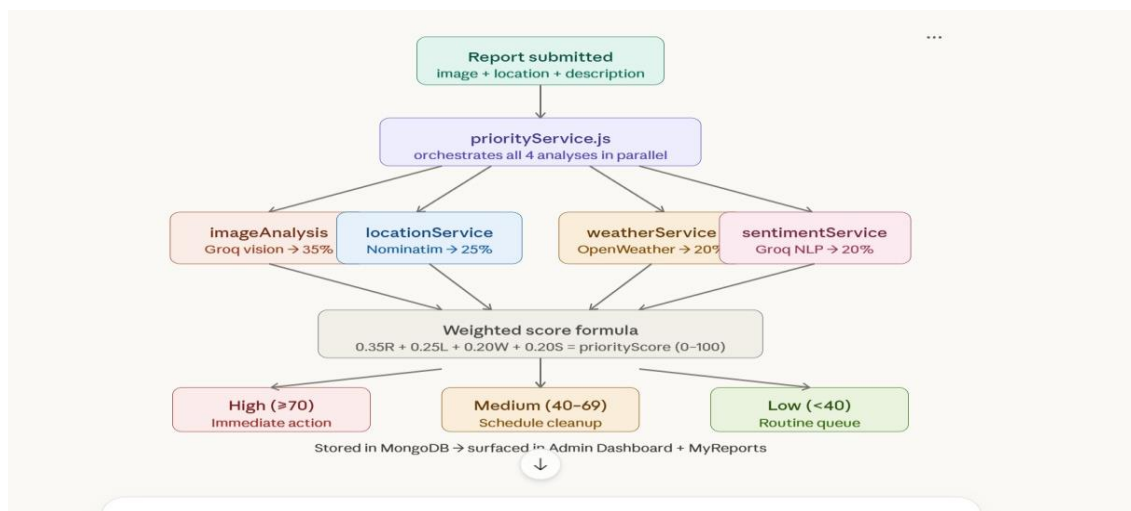 ...
Report submitted
image + location + description
priorityService.js
orchestrates all 4 analyses in parallel
imageAnalysis
Groq vision → 35%
locationService
Nominatim → 25%
weatherService
OpenWeather → 20%
sentimentService
Groq NLP → 20%
Weighted score formula
0.35R + 0.25L + 0.20W + 0.20S = priorityScore (0–100)
High (≥70)
Immediate action
Medium (40–69)
Schedule cleanup
Low (<40)
Routine queue
Stored in MongoDB → surfaced in Admin Dashboard + MyReports